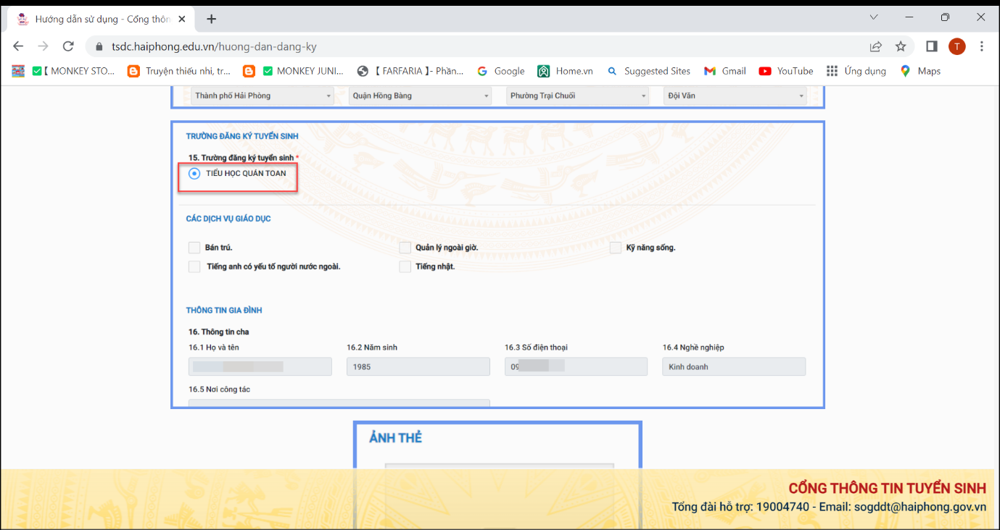 Hướng dẫn sử dụng - Cổng thôn
tsdc.haiphong.edu.vn/huong-dan-dang-ky
【 MONKEY STO... Truyện thiếu nhi, tr... MONKEY JUNI... 【 FARFARIA 】- Phần... Google Home.vn Suggested Sites Gmail YouTube Ứng dụng Maps
T
Thành phố Hải Phòng Quận Hồng Bàng Phường Trại Chuối Đội Văn
TRƯỜNG ĐĂNG KÝ TUYỂN SINH
15. Trường đăng ký tuyển sinh *
TIỂU HỌC QUÁN TOAN
CÁC DỊCH VỤ GIÁO DỤC
Bán trú. Quản lý ngoài giờ. Kỹ năng sống.
Tiếng anh có yếu tố người nước ngoài. Tiếng nhật.
THÔNG TIN GIA ĐÌNH
16. Thông tin cha
16.1 Họ và tên 16.2 Năm sinh 16.3 Số điện thoại 16.4 Nghề nghiệp
1985 09 Kinh doanh
16.5 Nơi công tác
ẢNH THẺ
CỔNG THÔNG TIN TUYỂN SINH
Tổng đài hỗ trợ: 19004740 - Email: sogddt@haiphong.gov.vn